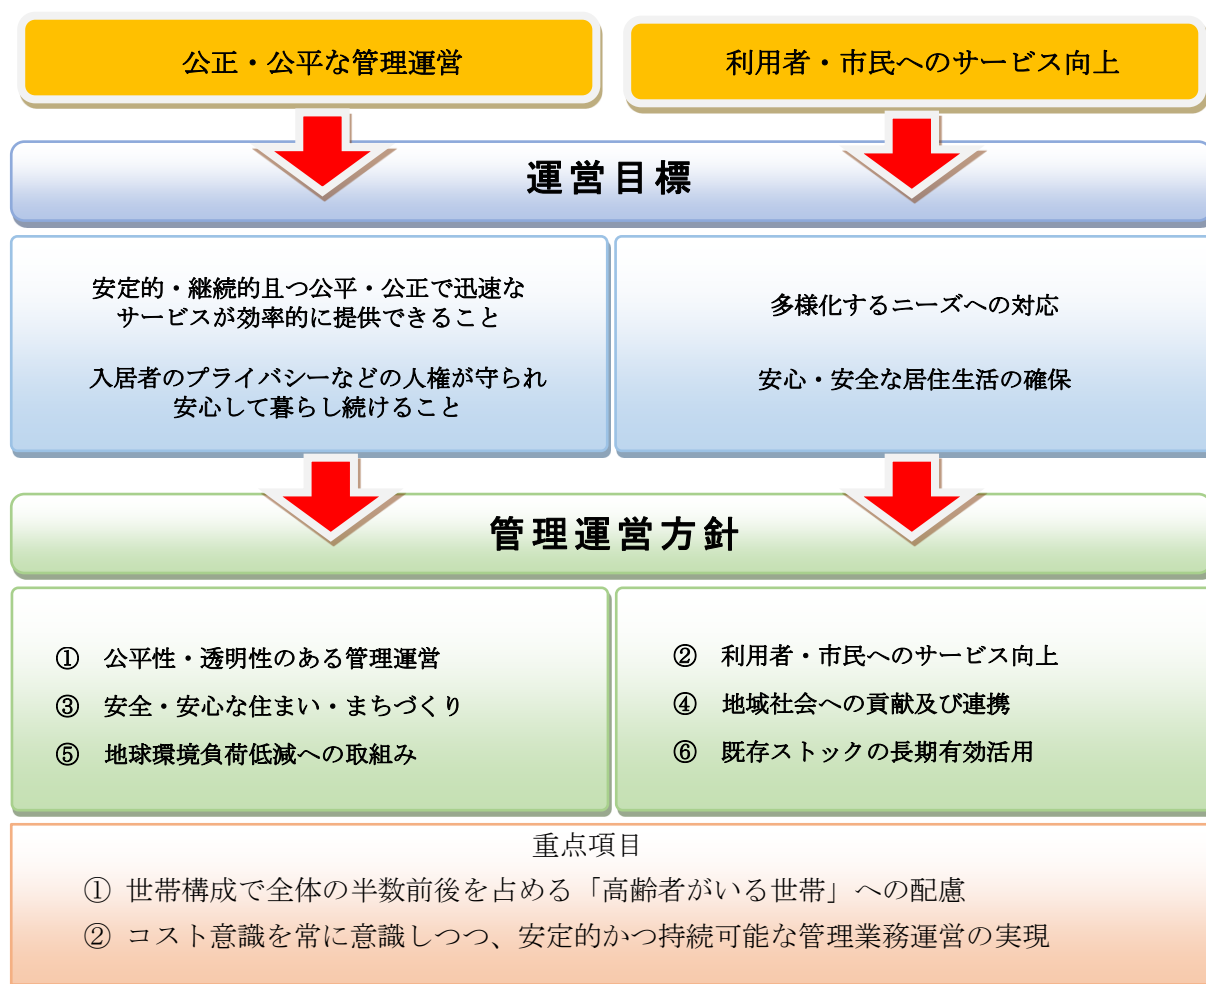 公正・公平な管理運営
利用者・市民へのサービス向上
運営目標
安定的・継続的且つ公平・公正で迅速な
サービスが効率的に提供できること
入居者のプライバシーなどの人権が守られ
安心して暮らし続けること
多様化するニーズへの対応
安心・安全な居住生活の確保
管理運営方針
① 公平性・透明性のある管理運営
③ 安全・安心な住まい・まちづくり
⑤ 地球環境負荷低減への取組み
② 利用者・市民へのサービス向上
④ 地域社会への貢献及び連携
⑥ 既存ストックの長期有効活用
重点項目
① 世帯構成で全体の半数前後を占める「高齢者がいる世帯」への配慮
② コスト意識を常に意識しつつ、安定的かつ持続可能な管理業務運営の実現